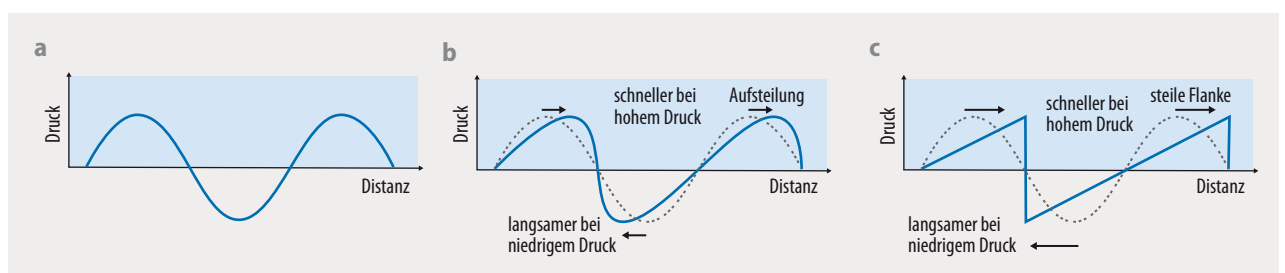 a
Druck
Distanz
b
Druck
schneller bei
hohem Druck
Aufsteilung
Distanz
langsamer bei
niedrigem Druck
c
Druck
schneller bei
hohem Druck
steile Flanke
Distanz
langsamer bei
niedrigem Druck